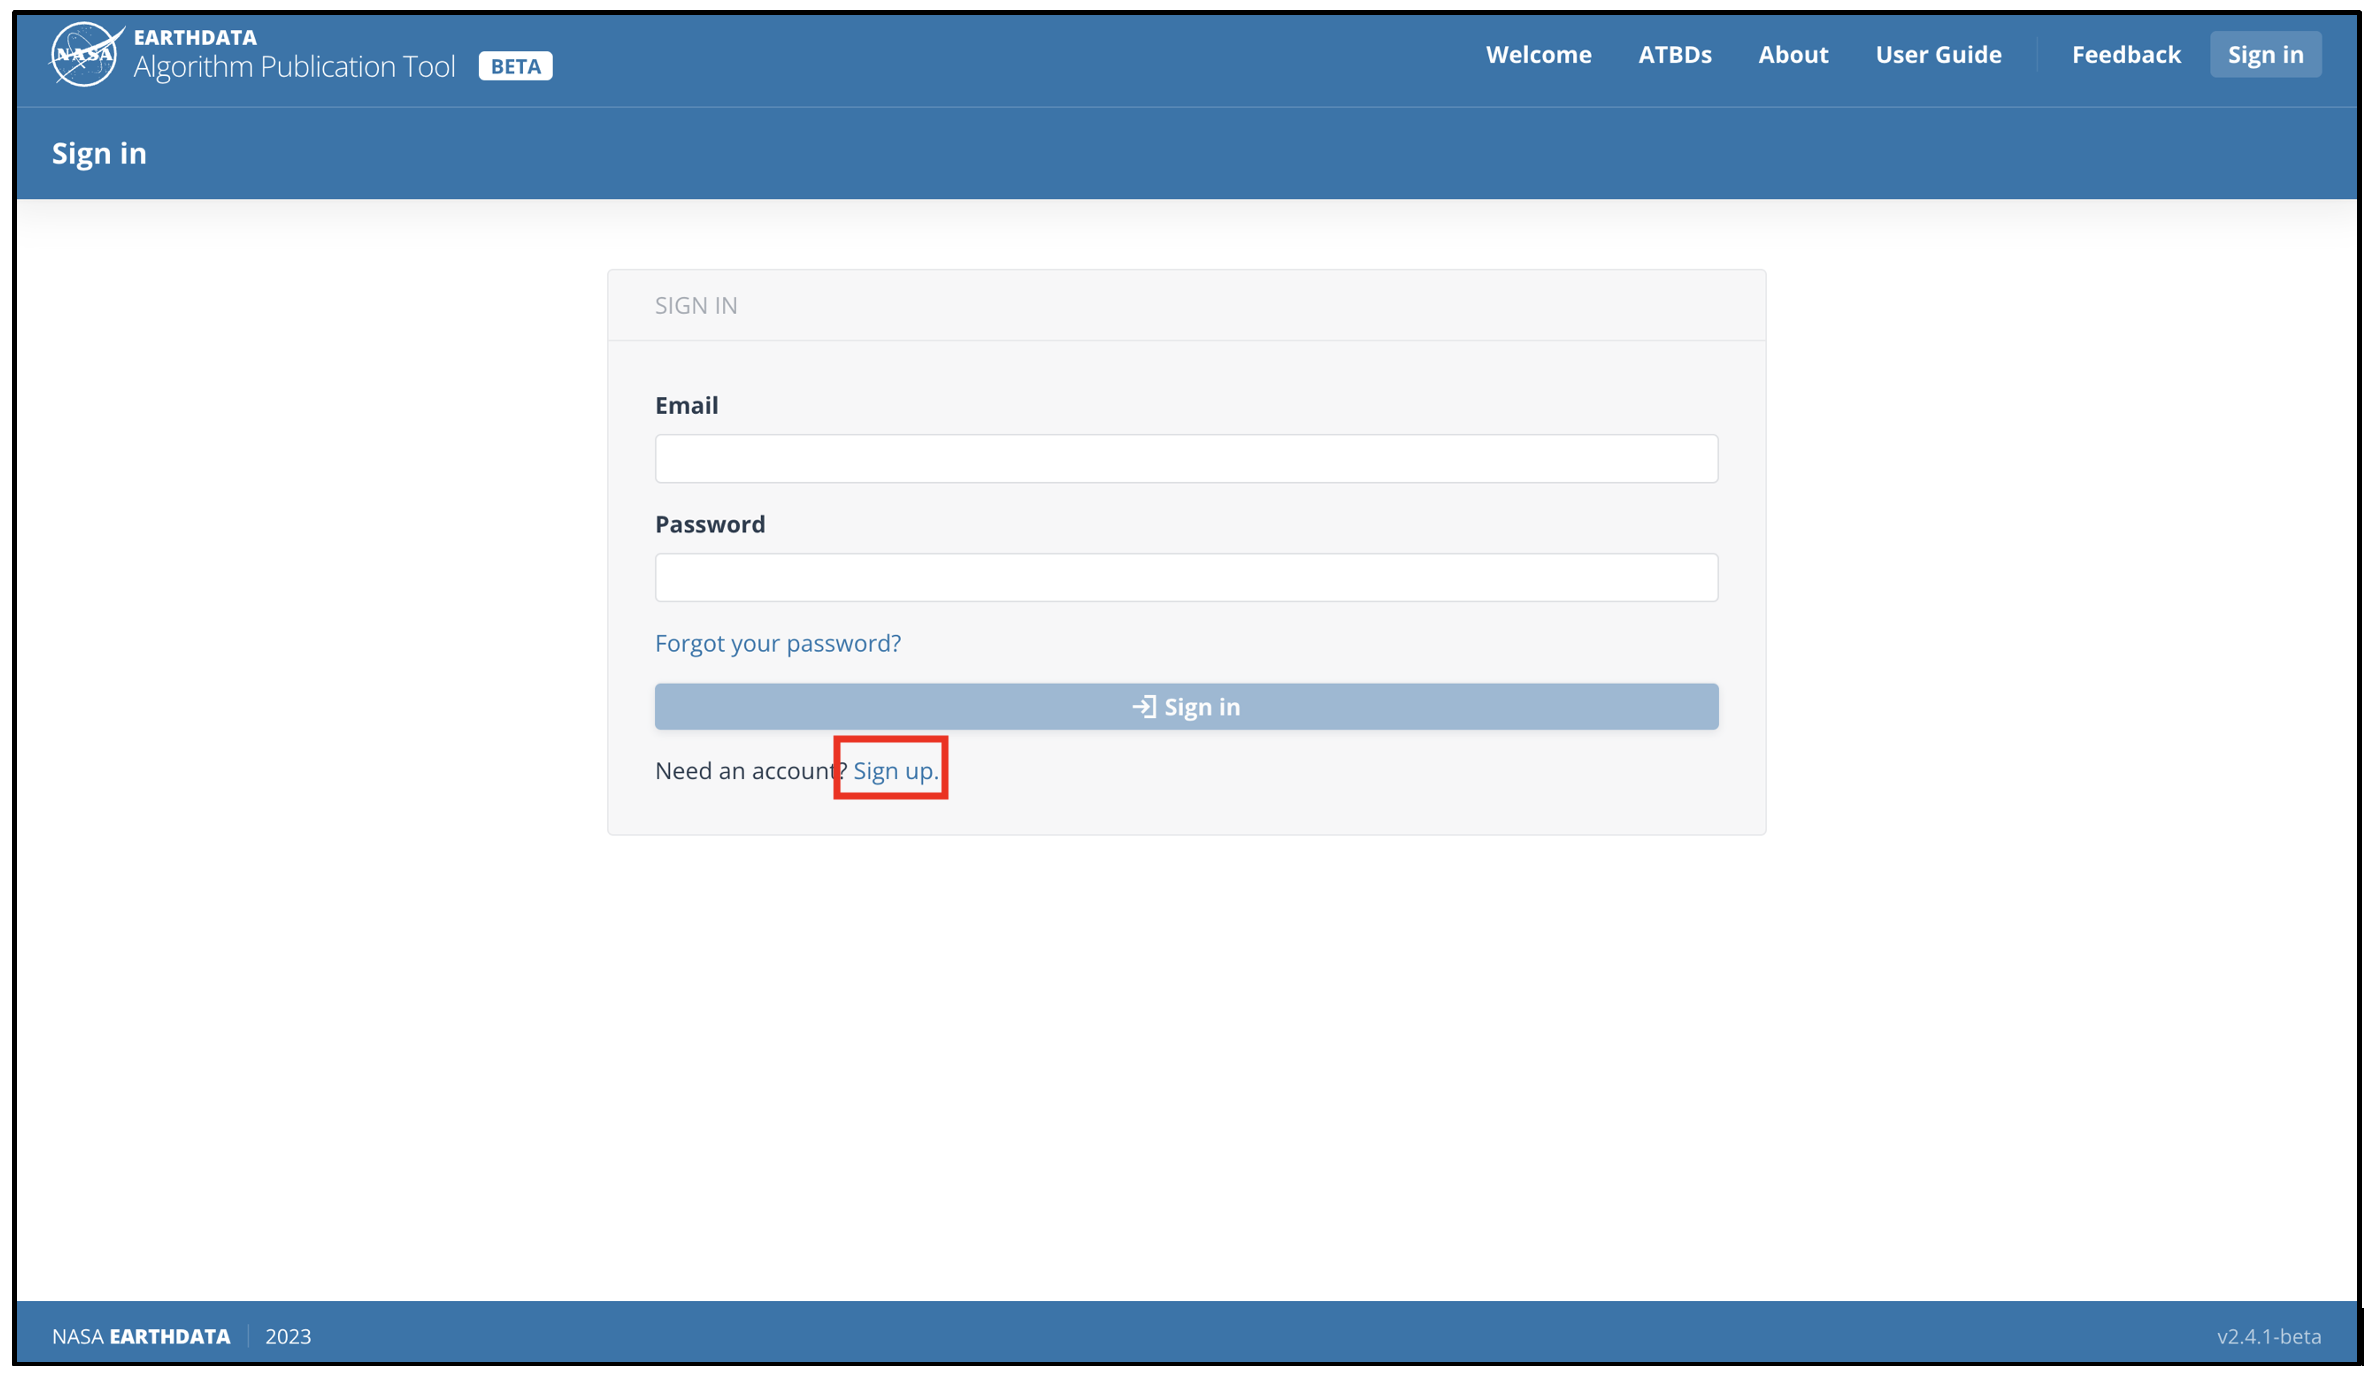 NASA
EARTHDATA
Algorithm Publication Tool BETA
Welcome ATBDs About User Guide Feedback Sign in
Sign in
SIGN IN
Email
Password
Forgot your password?
Sign in
Need an account? Sign up.
NASA EARTHDATA 2023
v2.4.1-beta